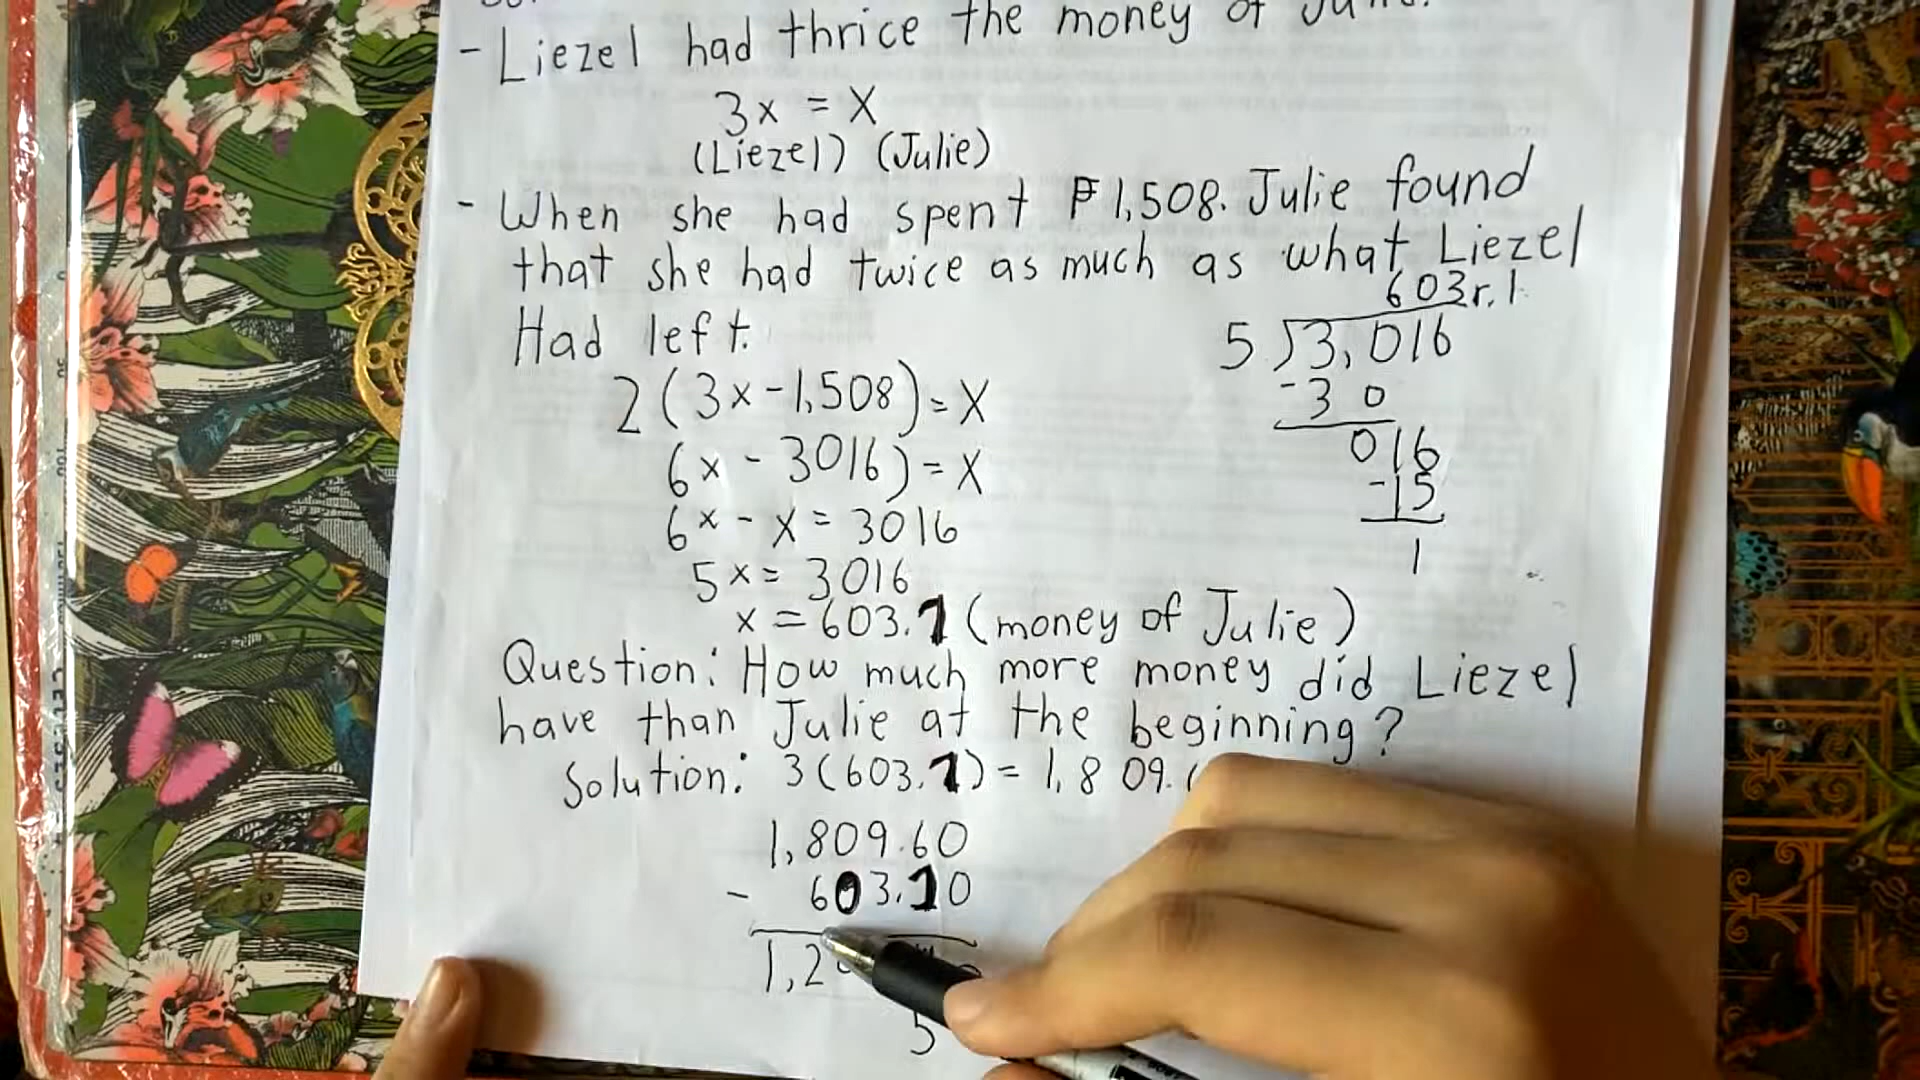 - Liezel had thrice the money of
3x = X
(Liezel) (Julie)
- When she had spent ₱1,508. Julie found
that she had twice as much as what Liezel
Had left.
603r.1
5)3,016
-3 0
016
-15
1
2(3x-1,508)=X
6x - 3016)=X
6x - x = 3016
5x = 3016
x = 603.1 (money of Julie)
Question: How much more money did Liezel
have than Julie at the beginning?
Solution: 3(603.1) = 1,809.
1,809.60
- 603.10
1,2
5